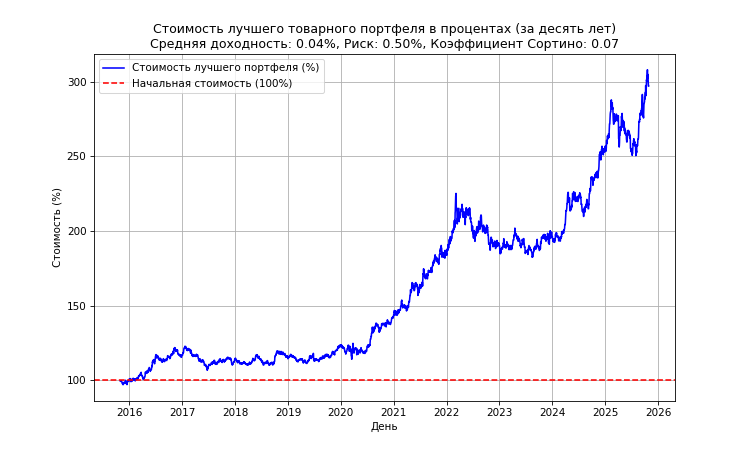 Стоимость лучшего товарного портфеля в процентах (за десять лет)
Средняя доходность: 0.04%, Риск: 0.50%, Коэффициент Сортино: 0.07
Стоимость лучшего портфеля (%)
Начальная стоимость (100%)
Стоимость (%)
300
250
200
150
100
2016 2017 2018 2019 2020 2021 2022 2023 2024 2025 2026
День